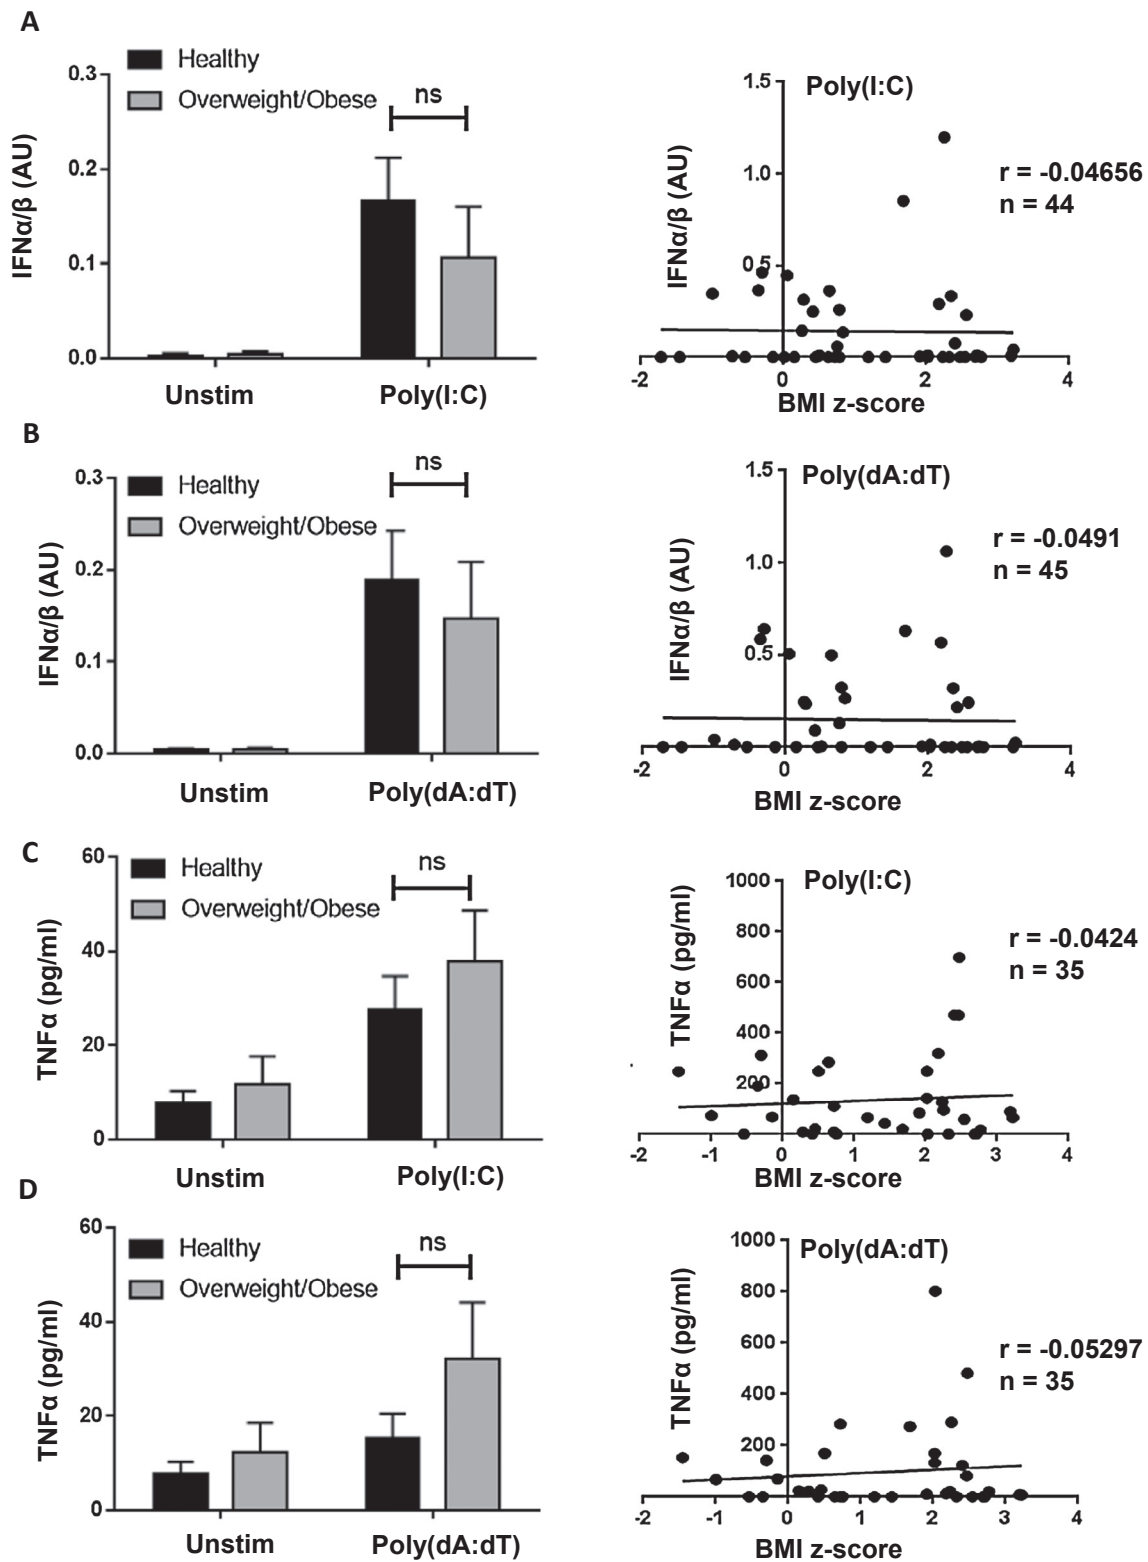 A
Healthy
Overweight/Obese
ns
IFNα/β (AU)
0.3
0.2
0.1
0.0
Unstim
Poly(I:C)
Poly(I:C)
r = -0.04656
n = 44
IFNα/β (AU)
1.5
1.0
0.5
-2
0
2
4
BMI z-score
B
Healthy
Overweight/Obese
ns
IFNα/β (AU)
0.3
0.2
0.1
0.0
Unstim
Poly(dA:dT)
Poly(dA:dT)
r = -0.0491
n = 45
IFNα/β (AU)
1.5
1.0
0.5
-2
0
2
4
BMI z-score
C
Healthy
Overweight/Obese
ns
TNFα (pg/ml)
60
40
20
0
Unstim
Poly(I:C)
Poly(I:C)
r = -0.0424
n = 35
TNFα (pg/ml)
1000
800
600
400
200
-2
-1
0
1
2
3
4
BMI z-score
D
Healthy
Overweight/Obese
ns
TNFα (pg/ml)
60
40
20
0
Unstim
Poly(dA:dT)
Poly(dA:dT)
r = -0.05297
n = 35
TNFα (pg/ml)
1000
800
600
400
200
-2
-1
0
1
2
3
4
BMI z-score